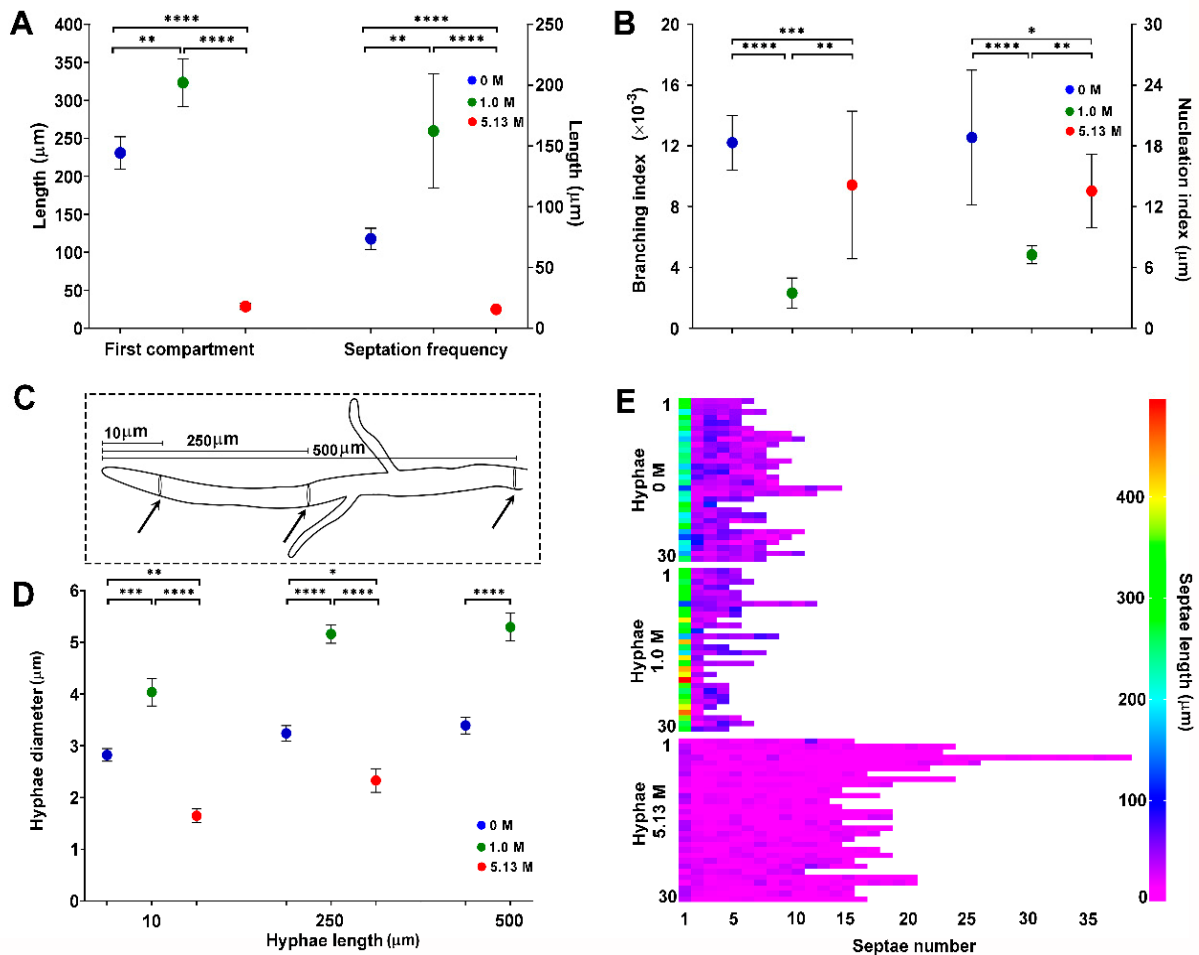 A
****
**
****
****
**
****
400
350
300
250
200
150
100
50
0
Length (μm)
250
200
150
100
50
0
Length (μm)
0 M
1.0 M
5.13 M
First compartment
Septation frequency
B
***
****
**
*
****
**
20
16
12
8
4
0
Branching index (×10⁻³)
30
24
18
12
6
0
Nucleation index (μm)
0 M
1.0 M
5.13 M
C
10μm
250μm
500μm
D
**
***
****
*
****
****
****
6
5
4
3
2
1
0
Hyphae diameter (μm)
0 M
1.0 M
5.13 M
10
250
500
Hyphae length (μm)
E
1
Hyphae
0 M
30
1
Hyphae
1.0 M
30
1
Hyphae
5.13 M
30
1
5
10
15
20
25
30
35
Septae number
400
300
200
100
0
Septae length (μm)